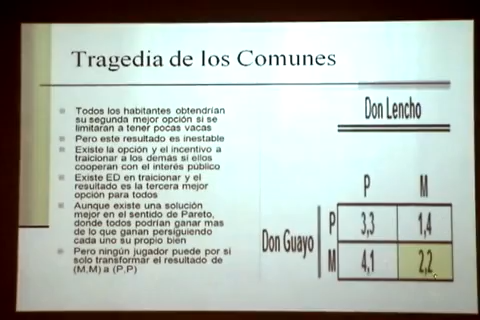 Tragedia de los Comunes
Todos los habitantes obtendrían
su segunda mejor opción si se
limitaran a tener pocas vacas
Pero este resultado es inestable
Existe la opción y el incentivo a
traicionar a los demás si ellos
cooperan con el interés público
Existe ED en traicionar y el
resultado es la tercera mejor
opción para todos
Aunque existe una solución
mejor en el sentido de Pareto,
donde todos podrían ganar mas
de lo que ganan persiguiendo
cada uno su propio bien
Pero ningún jugador puede por si
solo transformar el resultado de
(M,M) a (P,P)
Don Lencho
P M
Don Guayo
P 3,3 1,4
M 4,1 2,2